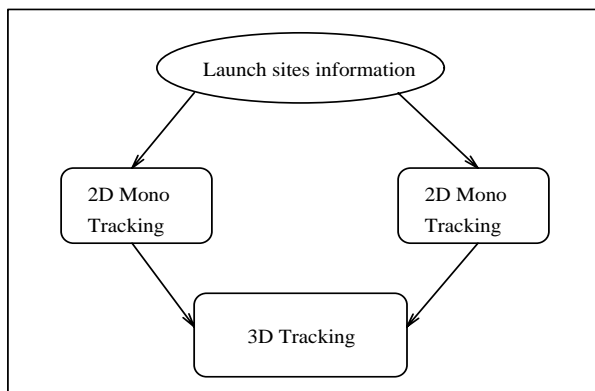 Launch sites information
2D Mono
Tracking
2D Mono
Tracking
3D Tracking